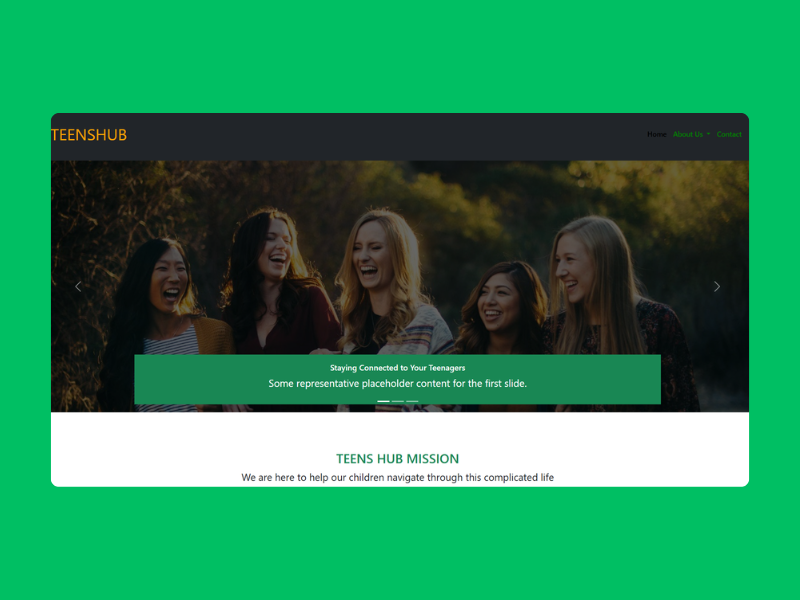 TEENSHUB
Home About Us Contact
Staying Connected to Your Teenagers
Some representative placeholder content for the first slide.
TEENS HUB MISSION
We are here to help our children navigate through this complicated life